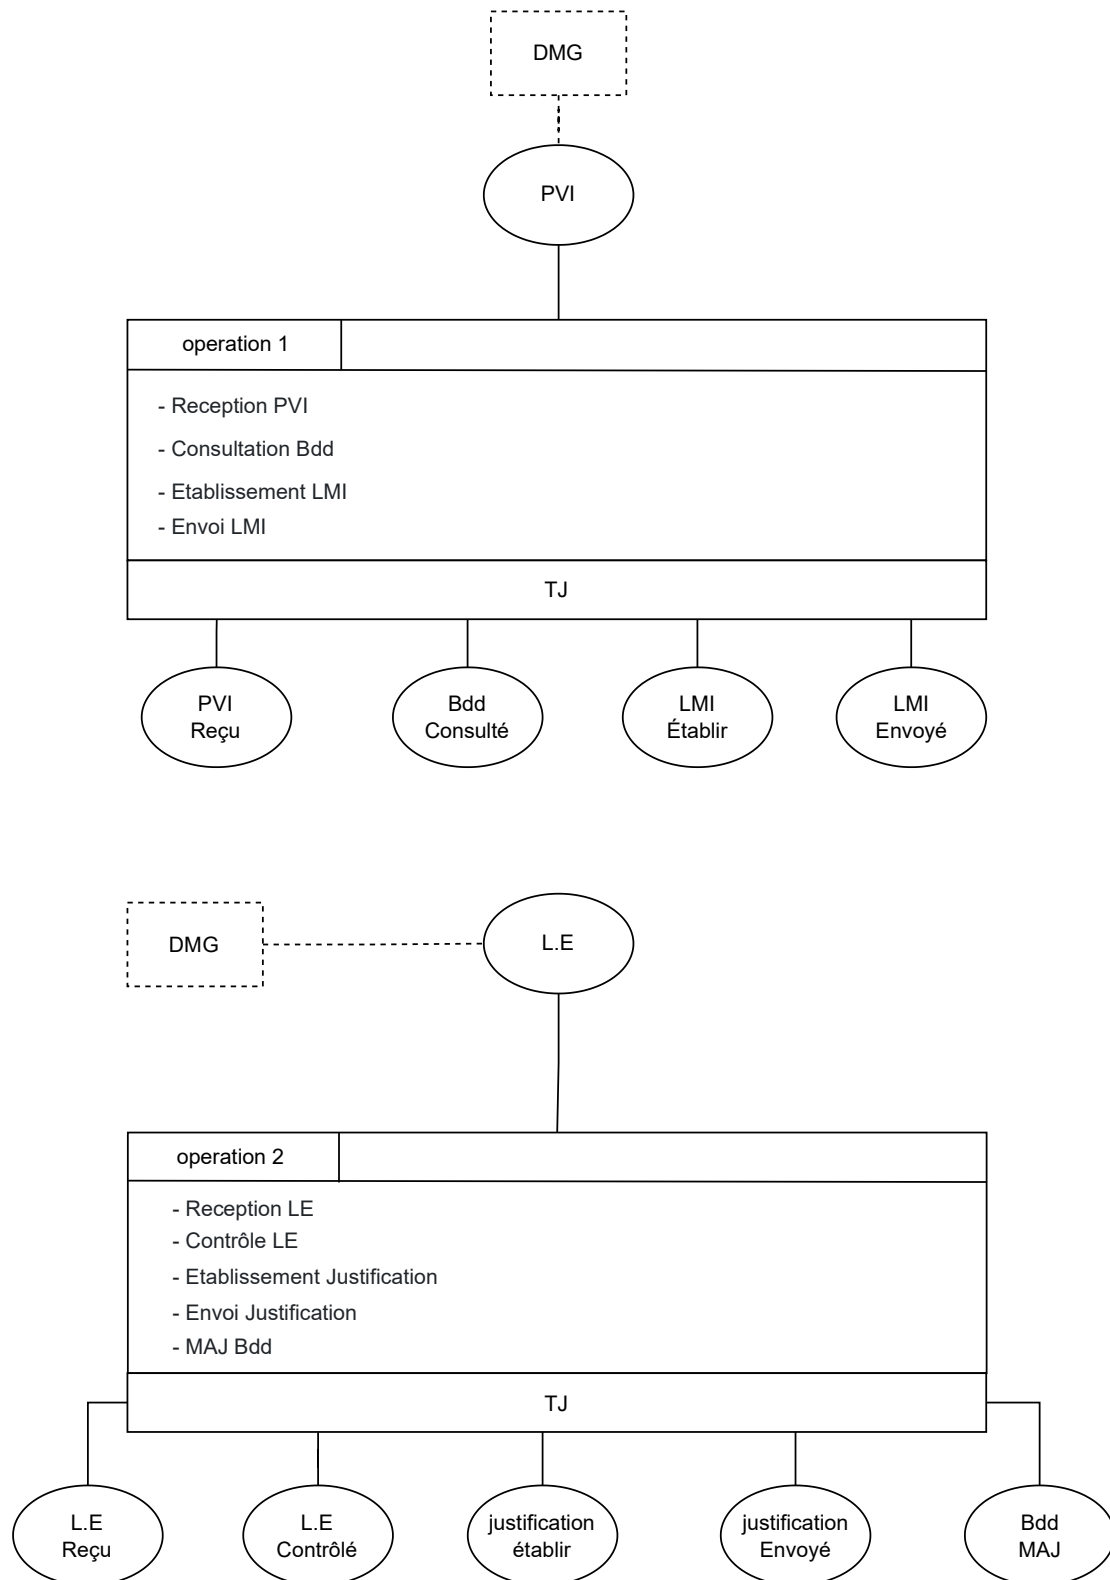 DMG
PVI
operation 1
- Reception PVI
- Consultation Bdd
- Etablissement LMI
- Envoi LMI
TJ
PVI
Reçu
Bdd
Consulté
LMI
Établir
LMI
Envoyé
DMG
L.E
operation 2
- Reception LE
- Contrôle LE
- Etablissement Justification
- Envoi Justification
- MAJ Bdd
TJ
L.E
Reçu
L.E
Contrôlé
justification
établir
justification
Envoyé
Bdd
MAJ